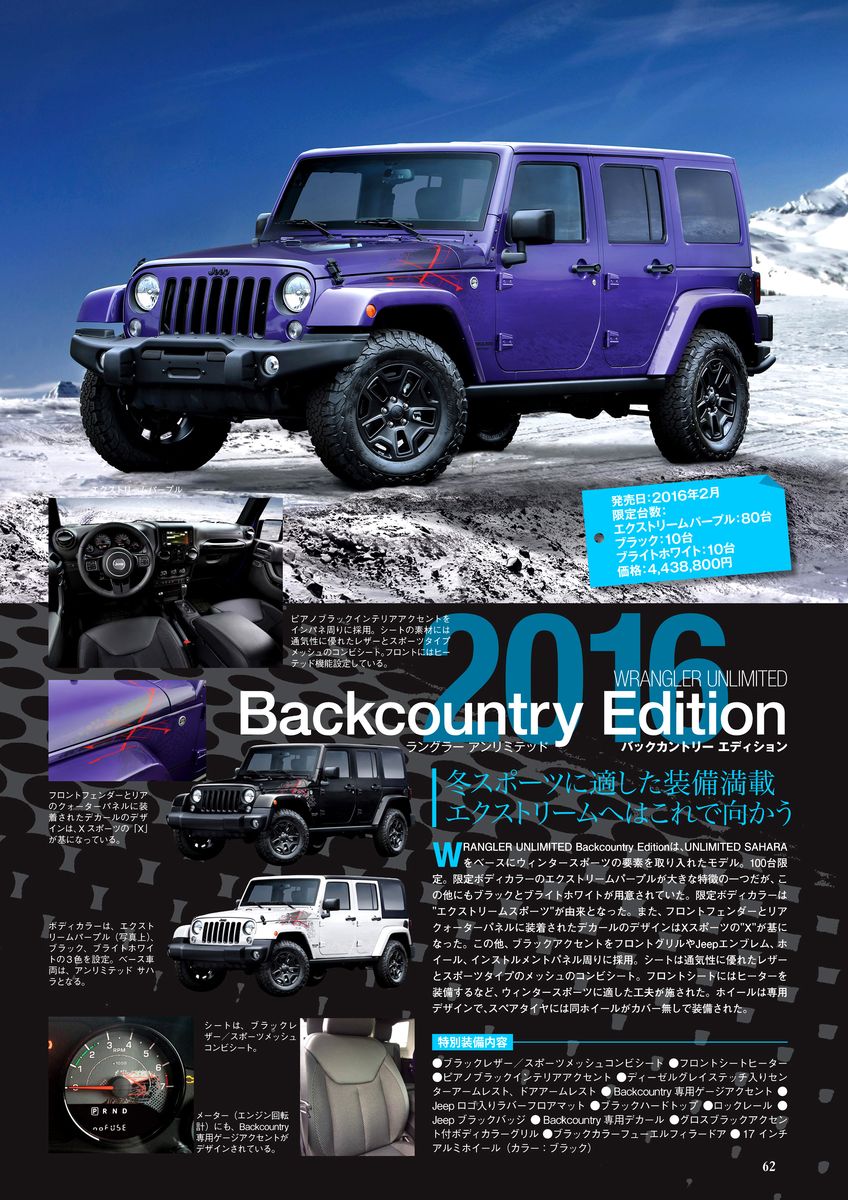 Jeep
エクストリームパープル
発売日：2016年2月
限定台数：
エクストリームパープル：80台
ブラック：10台
ブライトホワイト：10台
価格：4,438,800円
ピアノブラックインテリアアクセントを
インパネ周りに採用。シートの素材には
通気性に優れたレザーとスポーツタイプ
メッシュのコンビシート。フロントにはヒー
テッド機能設定している。
2016
WRANGLER UNLIMITED
Backcountry Edition
ラングラー アンリミテッド
バックカントリー エディション
フロントフェンダーとリア
のクォーターパネルに装
着されたデカールのデザ
インは、Xスポーツの「X」
が基になっている。
冬スポーツに適した装備満載
エクストリームへはこれで向かう
WRANGLER UNLIMITED Backcountry Editionは、UNLIMITED SAHARA
をベースにウィンタースポーツの要素を取り入れたモデル。100台限
定。限定ボディカラーのエクストリームパープルが大きな特徴の一つだが、こ
の他にもブラックとブライトホワイトが用意されていた。限定ボディカラーは
"エクストリームスポーツ"が由来となった。また、フロントフェンダーとリア
クォーターパネルに装着されたデカールのデザインはXスポーツの"X"が基に
なった。この他、ブラックアクセントをフロントグリルやJeepエンブレム、ホ
イール、インストルメントパネル周りに採用。シートは通気性に優れたレザー
とスポーツタイプのメッシュのコンビシート。フロントシートにはヒーターを
装備するなど、ウィンタースポーツに適した工夫が施された。ホイールは専用
デザインで、スペアタイヤには同ホイールがカバー無しで装備された。
ボディカラーは、エクスト
リームパープル（写真上）、
ブラック、ブライトホワイ
トの3色を設定。ベース車
両は、アンリミテッド サハ
ラとなる。
シートは、ブラックレ
ザー／スポーツメッシュ
コンビシート。
1 2 3 4 5 6 7
RPM
×1000
P R N D
noFUSE
メーター（エンジン回転
計）にも、Backcountry
専用ゲージアクセントが
デザインされている。
特別装備内容
●ブラックレザー／スポーツメッシュコンビシート ●フロントシートヒーター
●ピアノブラックインテリアアクセント ●ディーゼルグレイステッチ入りセン
ターアームレスト、ドアアームレスト ● Backcountry 専用ゲージアクセント ●
Jeep ロゴ入りラバーフロアマット ●ブラックハードトップ ●ロックレール ●
Jeep ブラックバッジ ● Backcountry 専用デカール ●グロスブラックアクセ
ント付ボディカラーグリル ●ブラックカラーフューエルフィラードア ● 17 インチ
アルミホイール（カラー：ブラック）
62